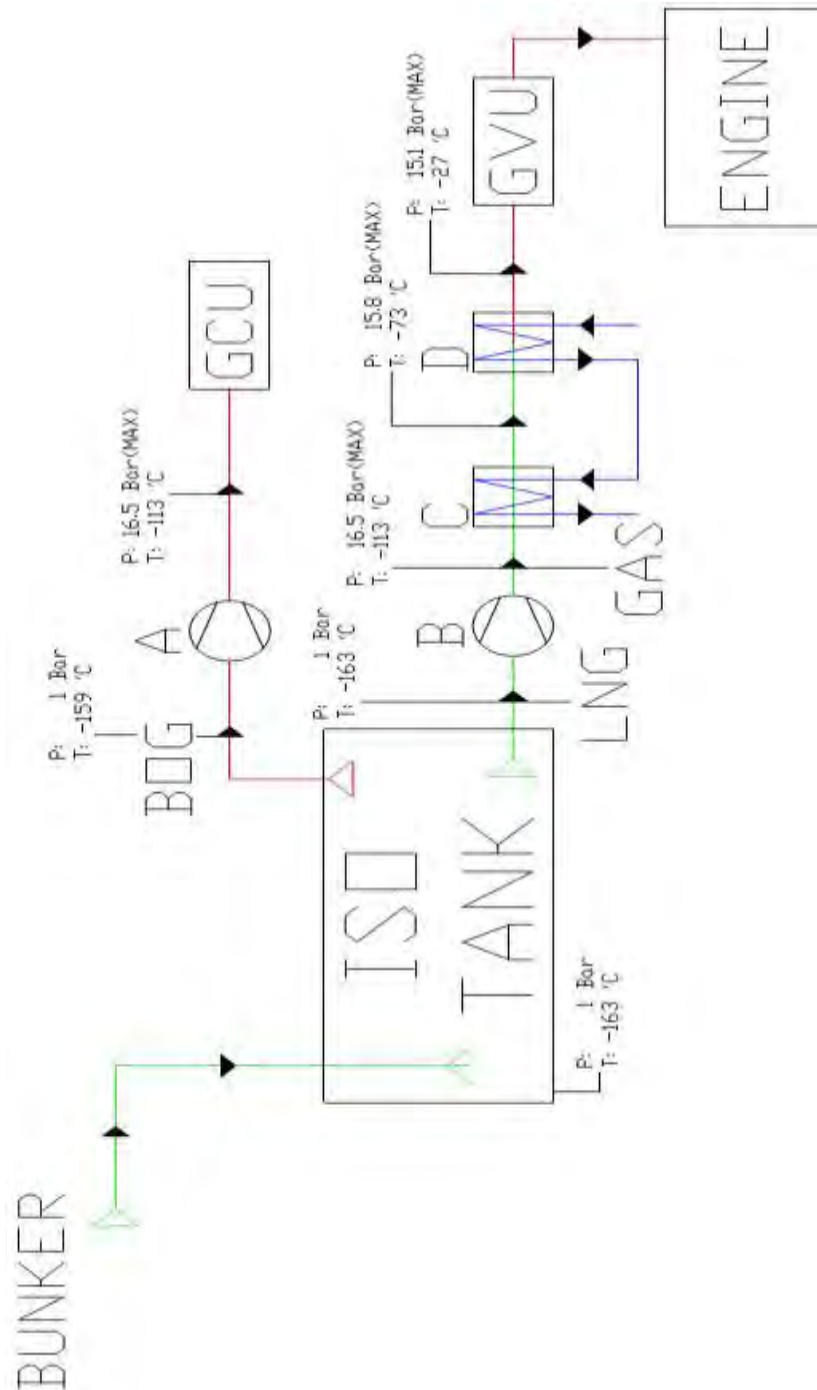 BUNKER
ISO
TANK
P: 1 Bar
T: -163 °C
BOG
P: 1 Bar
T: -159 °C
A
P: 16.5 Bar(MAX)
T: -113 °C
GCU
P: 1 Bar
T: -163 °C
LNG
B
P: 16.5 Bar(MAX)
T: -113 °C
GAS
C
P: 15.8 Bar(MAX)
T: -73 °C
D
P: 15.1 Bar(MAX)
T: -27 °C
GVU
ENGINE